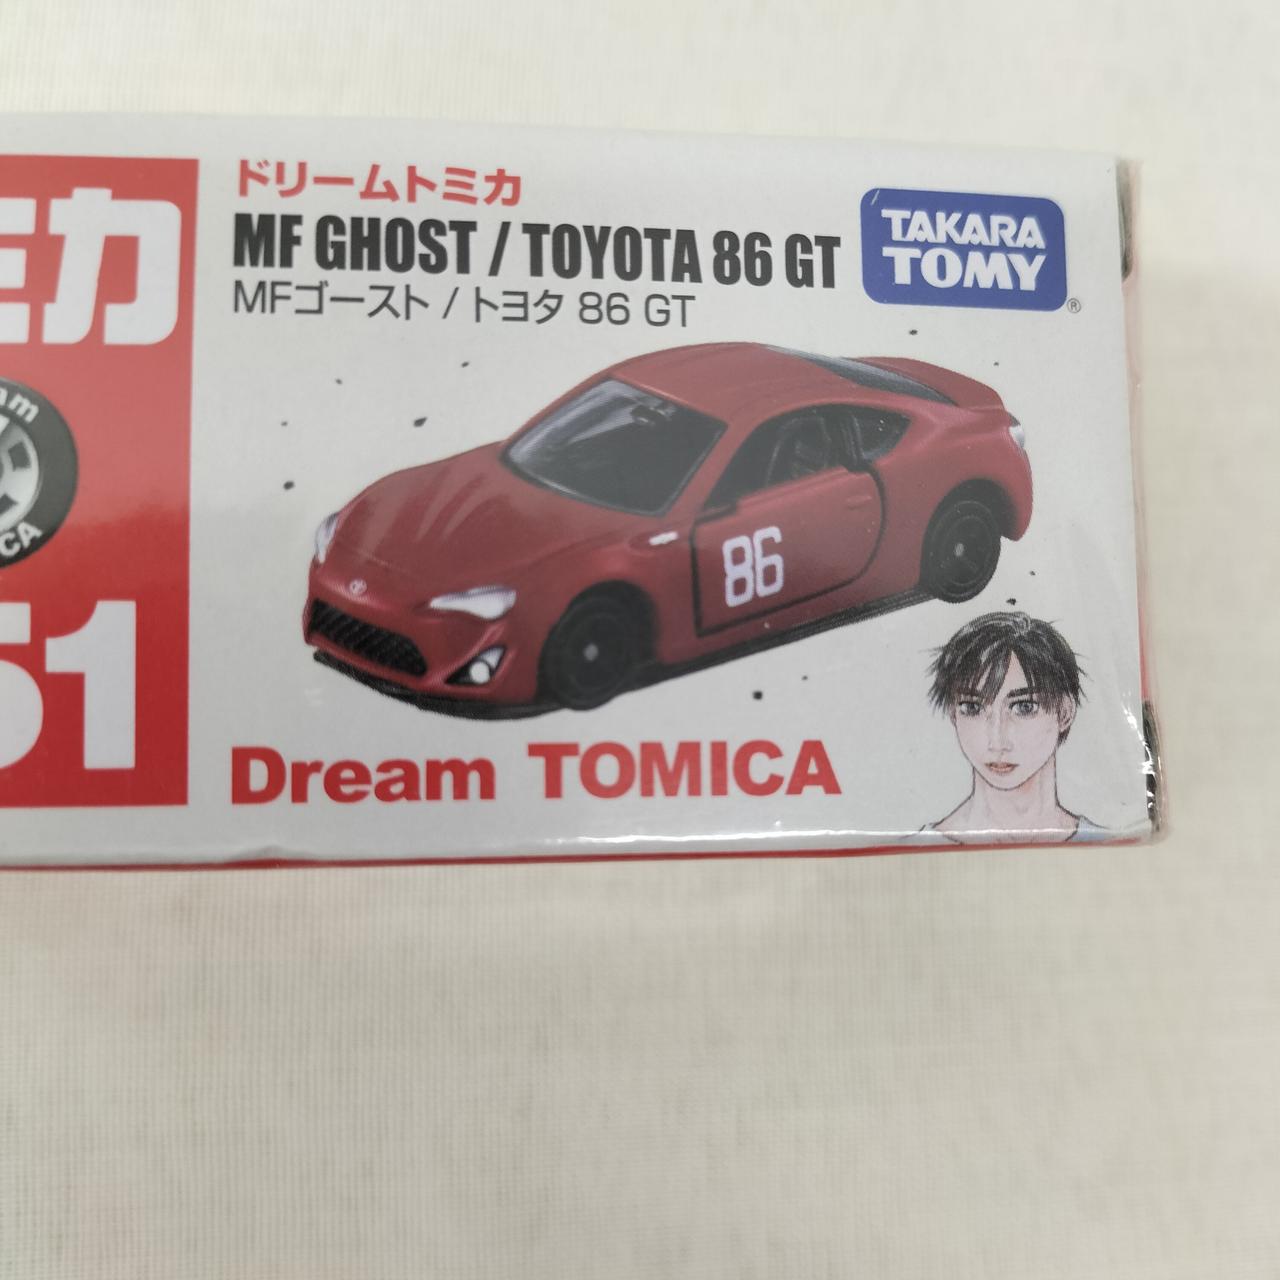 ドリームトミカ
MF GHOST / TOYOTA 86 GT
MFゴースト / トヨタ 86 GT
TAKARA
TOMY
®
ミカ
86
51
Dream TOMICA